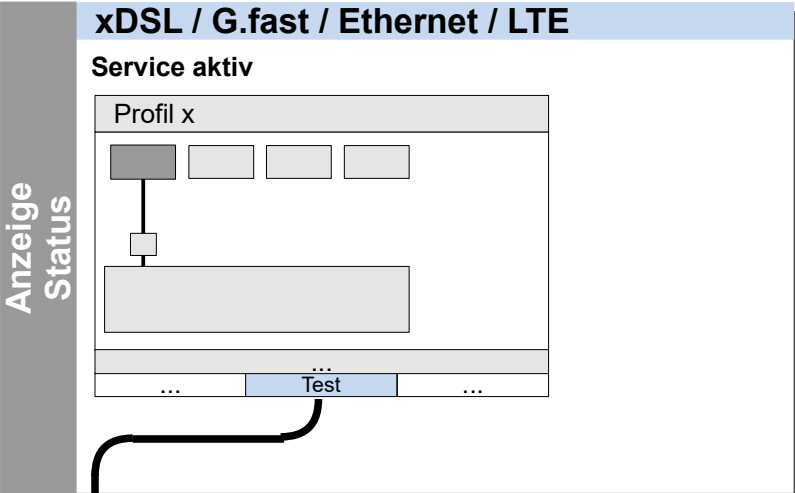 xDSL / G.fast / Ethernet / LTE
Anzeige
Status
Service aktiv
Profil x
...
...
Test
...